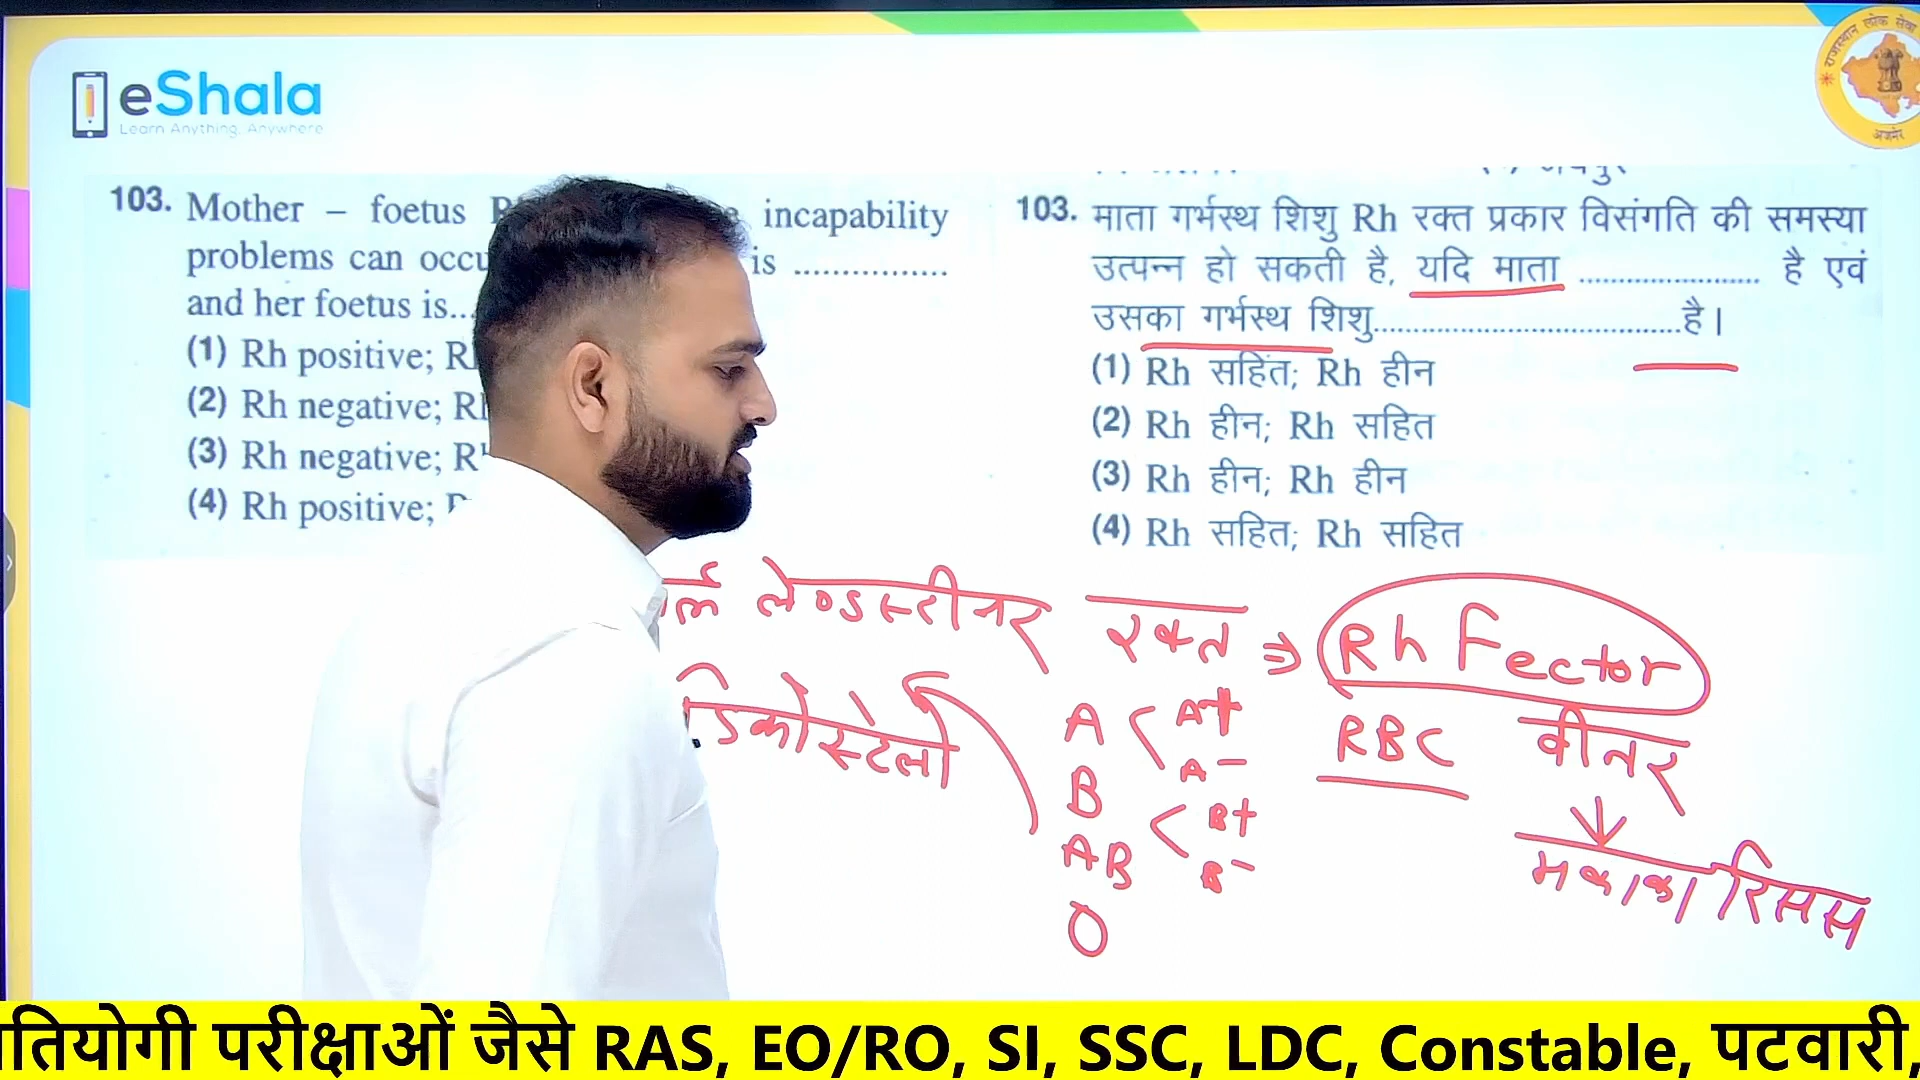 eShala
Learn Anything, Anywhere
राजस्थान लोक सेवा
अजमेर
103. Mother – foetus incapability
problems can occu is ................
and her foetus is...
(1) Rh positive;
(2) Rh negative;
(3) Rh negative;
(4) Rh positive;
103. माता गर्भस्थ शिशु Rh रक्त प्रकार विसंगति की समस्या
उत्पन्न हो सकती है, यदि माता ........................ है एवं
उसका गर्भस्थ शिशु........................................है।
(1) Rh सहित; Rh हीन
(2) Rh हीन; Rh सहित
(3) Rh हीन; Rh हीन
(4) Rh सहित; Rh सहित
लेण्डस्टीनर रक्त ⇒ Rh Fector
डिकोस्टेलो
A A+ RBC वीनर
A-
B B+
B-
AB
O
मकाका रिसस
तियोगी परीक्षाओं जैसे RAS, EO/RO, SI, SSC, LDC, Constable, पटवारी,